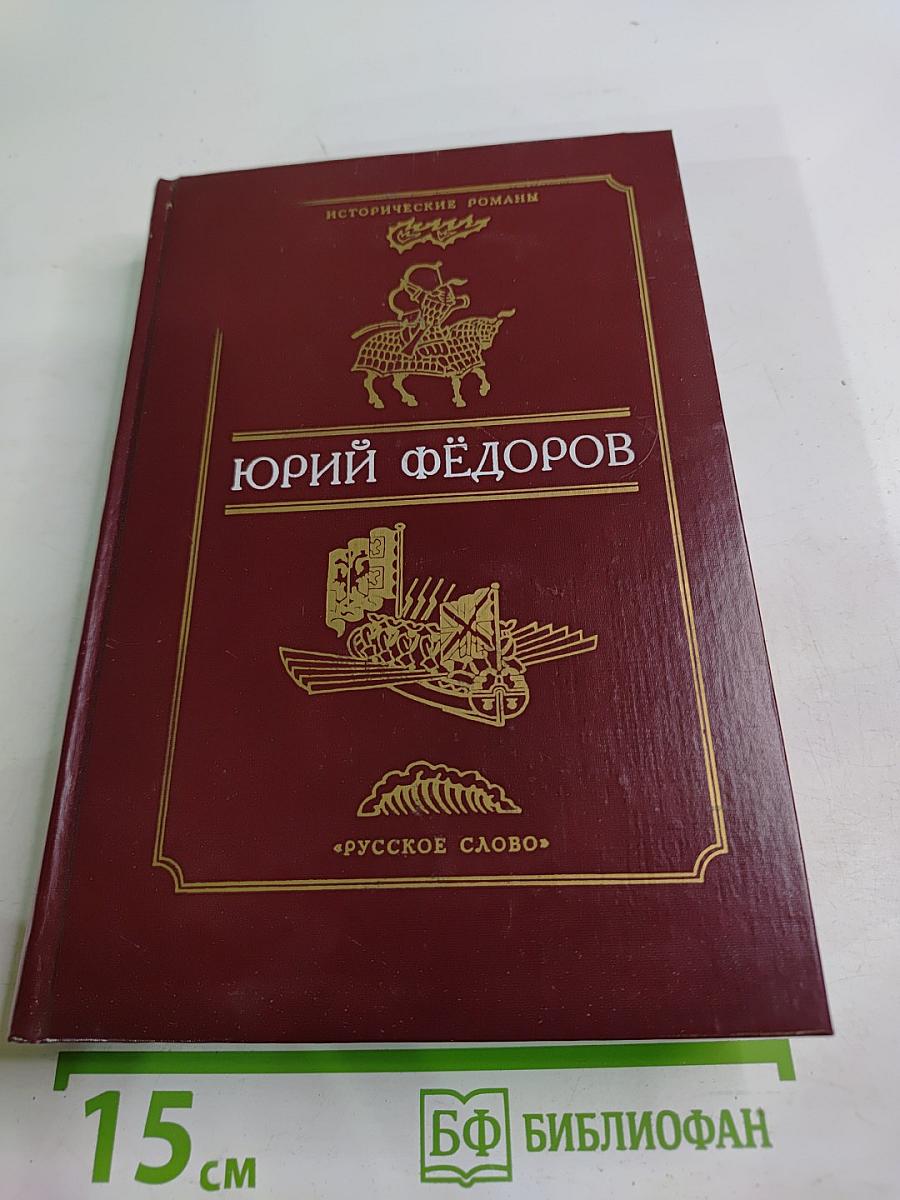 ИСТОРИЧЕСКИЕ РОМАНЫ
ЮРИЙ ФЁДОРОВ
«РУССКОЕ СЛОВО»
15 см
БФ БИБЛИОФАН